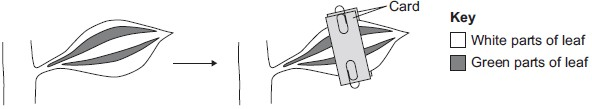 Card
Key
White parts of leaf
Green parts of leaf